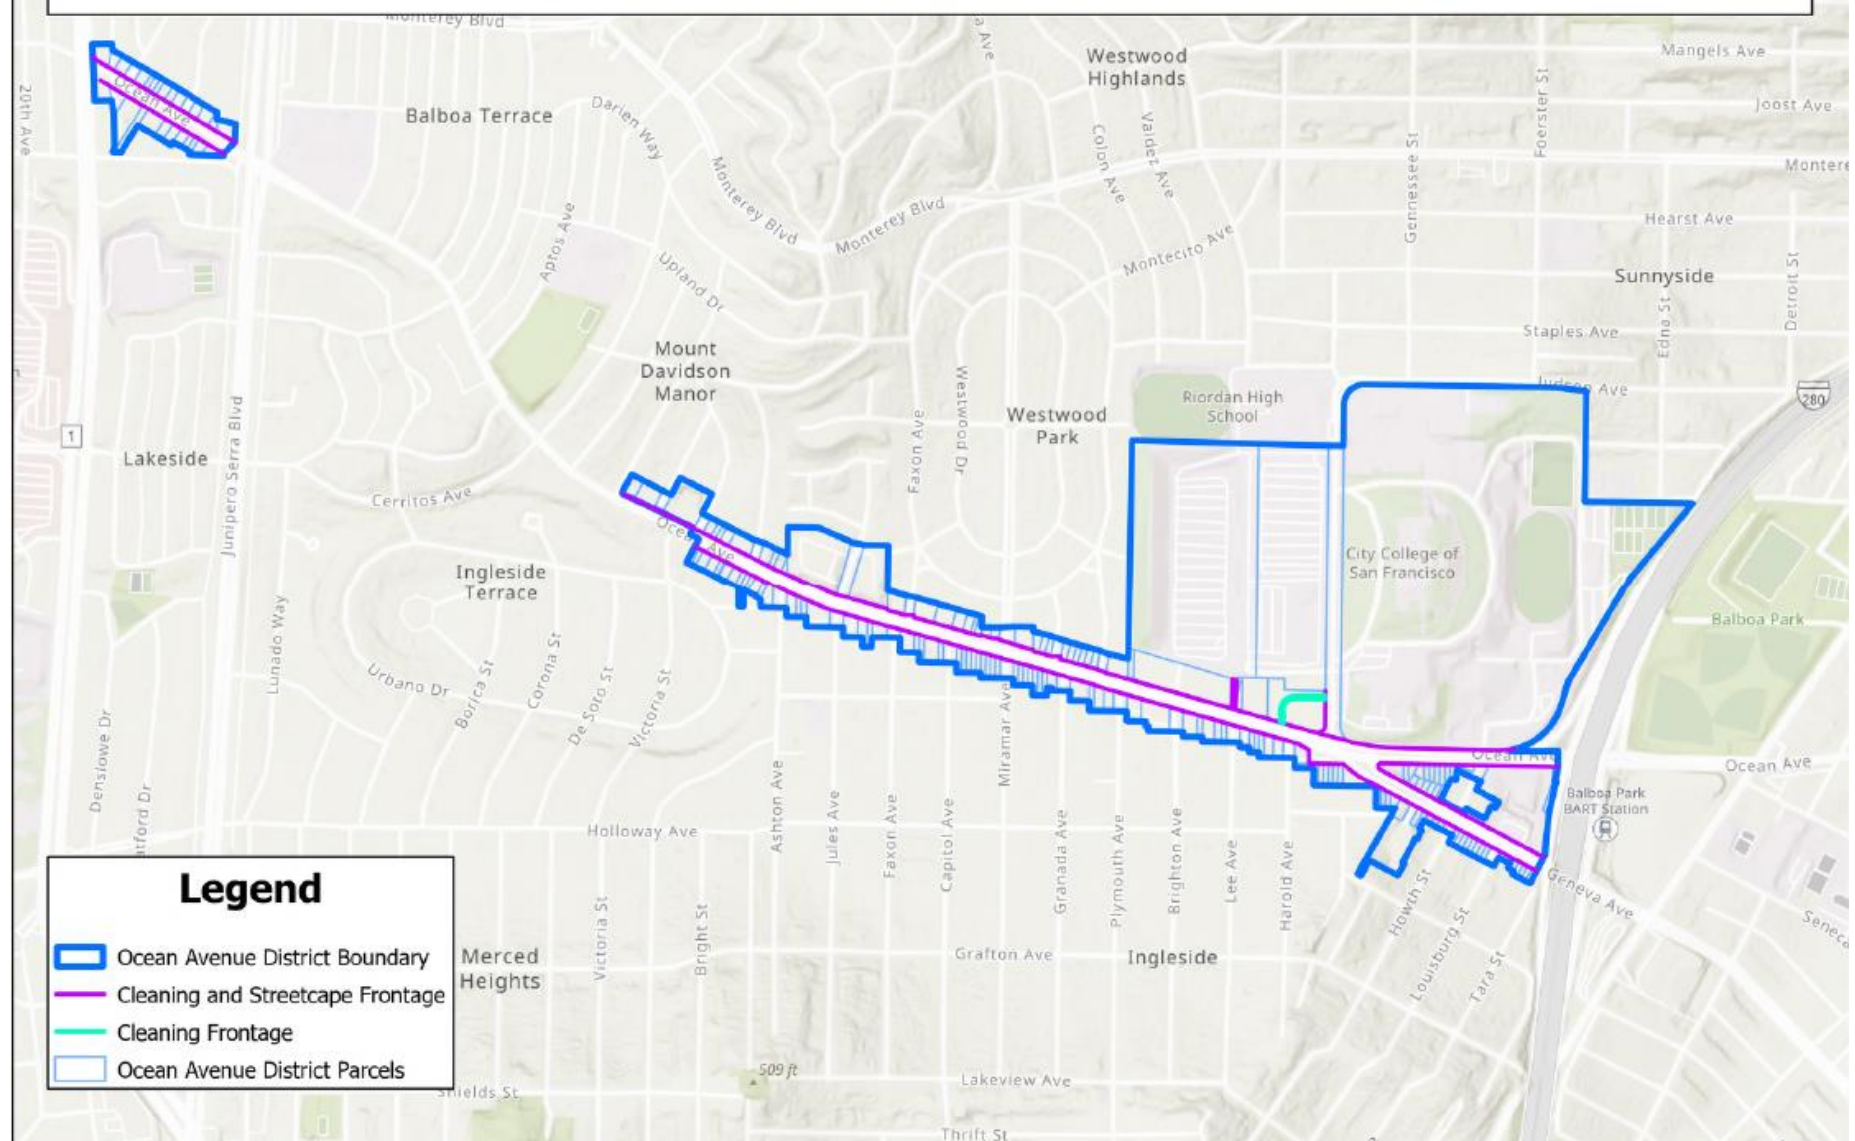 Monterey Blvd
a Ave
Westwood
Highlands
Mangels Ave
20th Ave
Ocean Ave
Balboa Terrace
Darien Way
Colon Ave
Valdez Ave
Foerster St
Joost Ave
Gennessee St
Montere
Monterey Blvd
Monterey Blvd
Hearst Ave
Aptos Ave
Upland Dr
Montecito Ave
Sunnyside
Detroit St
Edna St
Staples Ave
Mount
Davidson
Manor
Judson Ave
280
Riordan High
School
Westwood Dr
Faxon Ave
Westwood
Park
1
Lakeside
Junipero Serra Blvd
Cerritos Ave
Ocean Ave
City College of
San Francisco
Ingleside
Terrace
Balboa Park
Lunado Way
Urbano Dr
Borica St
Corona St
De Soto St
Victoria St
Miramar Ave
Denslowe Dr
atford Dr
Ocean Ave
Ocean Ave
Balboa Park
BART Station
Holloway Ave
Ashton Ave
Jules Ave
Faxon Ave
Capitol Ave
Granada Ave
Plymouth Ave
Brighton Ave
Lee Ave
Harold Ave
Howth St
Geneva Ave
Seneca
Louisburg St
Tara St
Legend
Ocean Avenue District Boundary
Cleaning and Streetcape Frontage
Cleaning Frontage
Ocean Avenue District Parcels
Merced
Heights
Victoria St
Bright St
Grafton Ave
Ingleside
509 ft
Lakeview Ave
Shields St
Thrift St